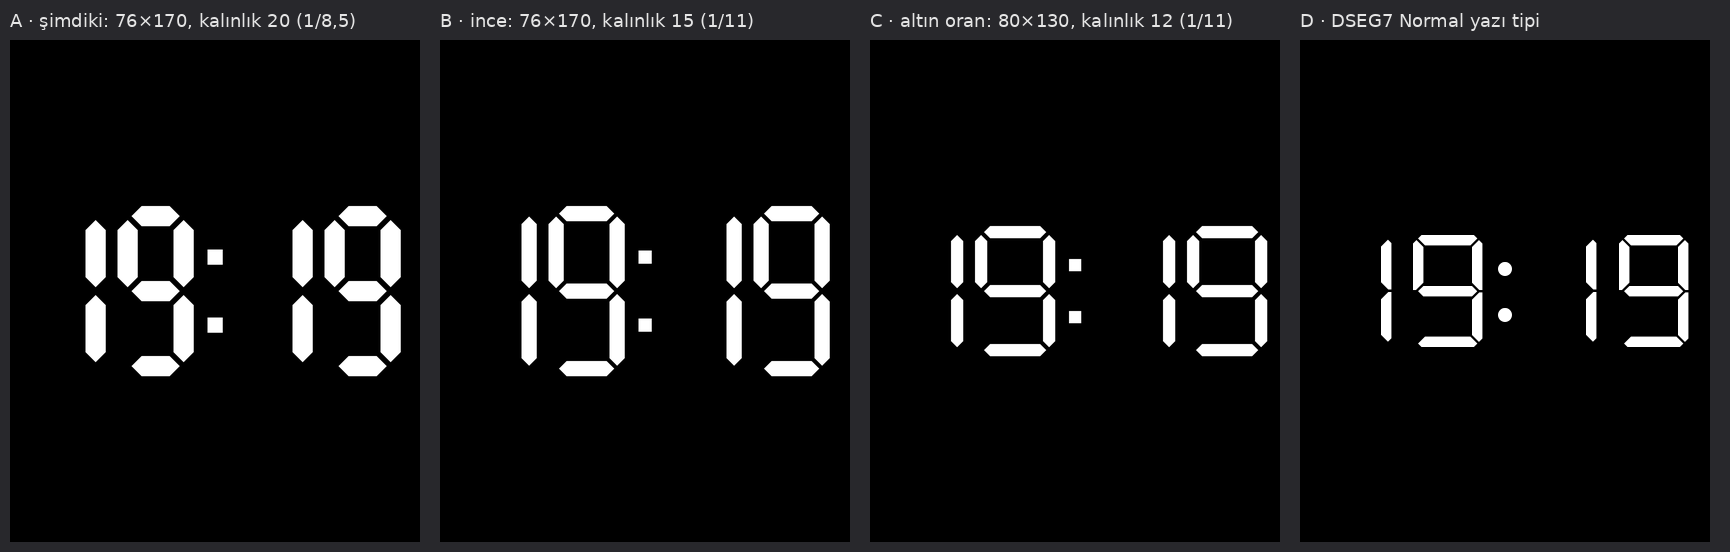 A · şimdiki: 76×170, kalınlık 20 (1/8,5)
19:19
B · ince: 76×170, kalınlık 15 (1/11)
19:19
C · altın oran: 80×130, kalınlık 12 (1/11)
19:19
D · DSEG7 Normal yazı tipi
19:19